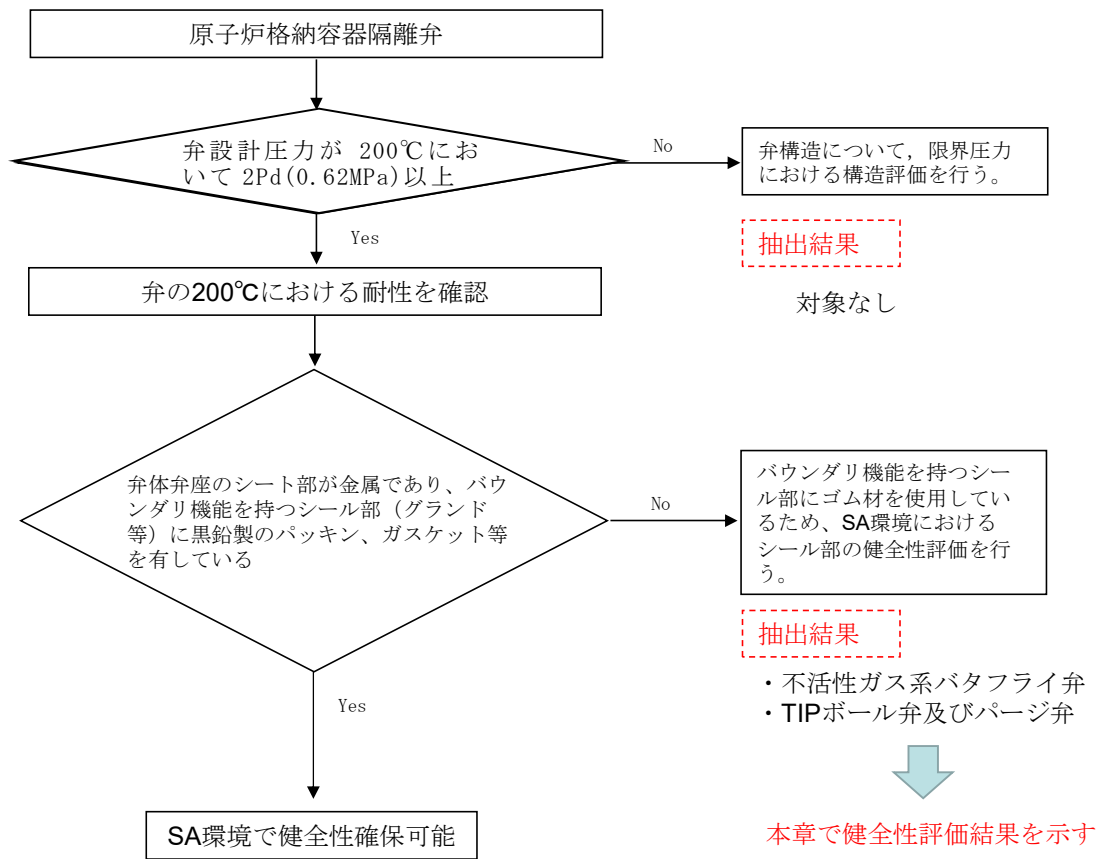 原子炉格納容器隔離弁
弁設計圧力が 200℃にお
いて 2Pd(0.62MPa)以上
No
弁構造について，限界圧力
における構造評価を行う。
抽出結果
対象なし
Yes
弁の200℃における耐性を確認
弁体弁座のシート部が金属であり、バウ
ンダリ機能を持つシール部（グランド
等）に黒鉛製のパッキン、ガスケット等
を有している
No
バウンダリ機能を持つシー
ル部にゴム材を使用してい
るため、SA環境における
シール部の健全性評価を行
う。
抽出結果
・不活性ガス系バタフライ弁
・TIPボール弁及びパージ弁
Yes
SA環境で健全性確保可能
本章で健全性評価結果を示す